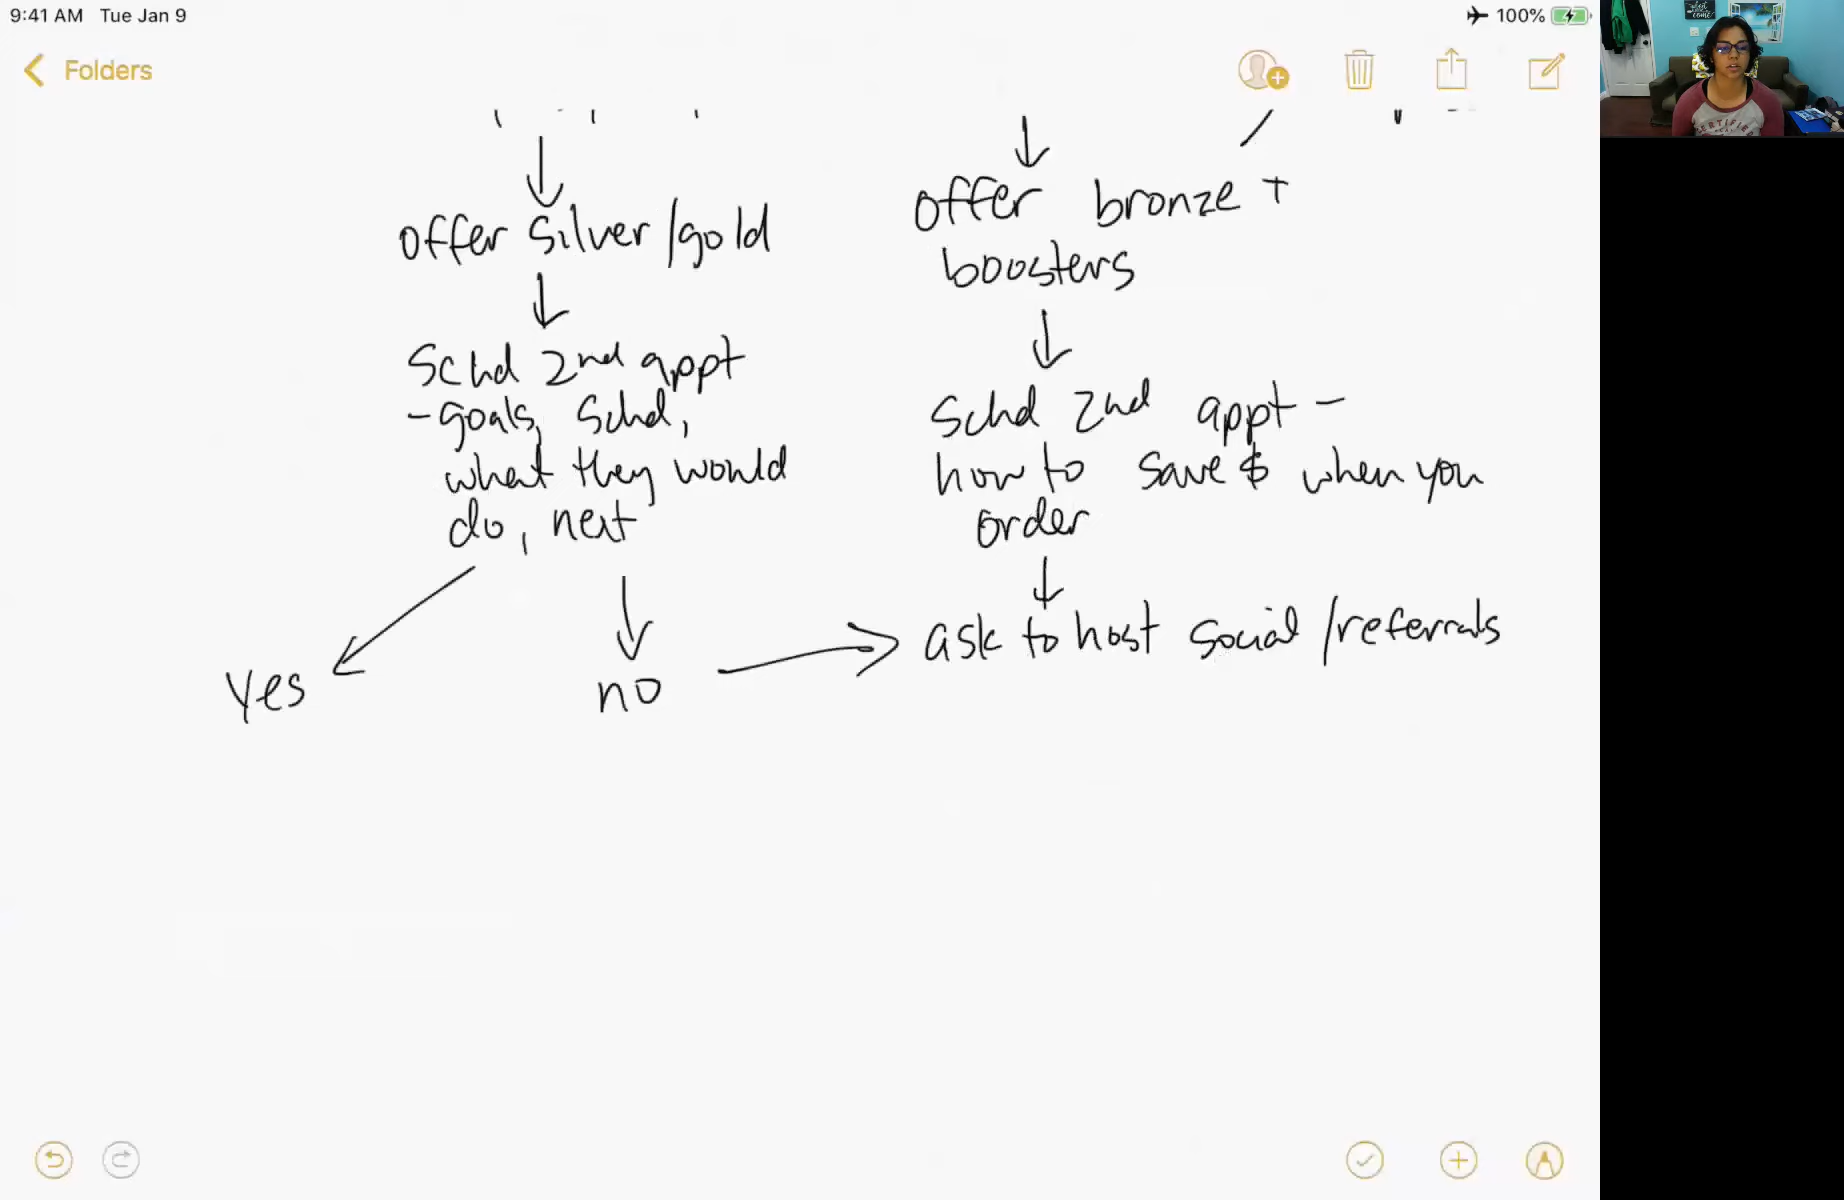 9:41 AM Tue Jan 9
100%
Folders
offer silver/gold
offer bronze +
boosters
Schd 2nd appt
-goals, Schd,
what they would
do, next
Schd 2nd appt -
how to save $ when you
order
ask to host social/referrals
yes
no
CERTIFIED